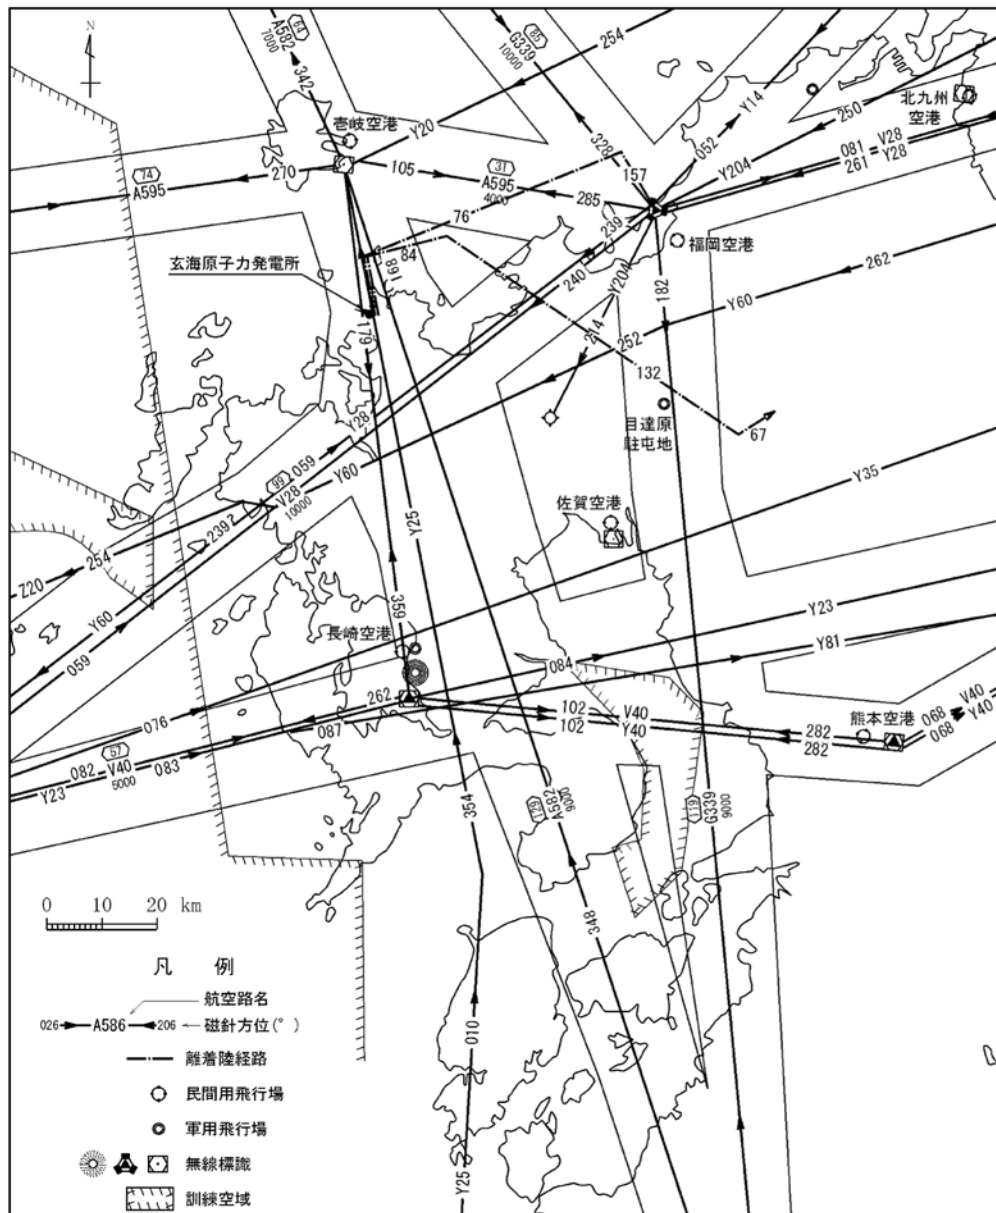 N
64
A582
7000
342
85
G339
10000
254
壱岐空港
Y20
74
A595
270
105
31
A595
4000
285
328
157
052
Y14
北九州
空港
250
Y204
081 V28
261 Y28
76
84
福岡空港
玄海原子力発電所
168
179
239
240
Y204
214
182
262
Y60
252
132
目達原
駐屯地
67
Y28
059
99
V28
10000
Y60
239
254
Z20
Y60
059
Y25
Y35
佐賀空港
359
長崎空港
Y23
Y81
084
262
076
087
102 V40
102 Y40
282
282
熊本空港
068 V40
068 Y40
57
082 V40 083
5000
Y23
354
129
A582
9000
119
G339
9000
348
010
Y25
0 10 20 km
凡 例
航空路名
026 A586 206 磁針方位(°)
離着陸経路
民間用飛行場
軍用飛行場
無線標識
訓練空域